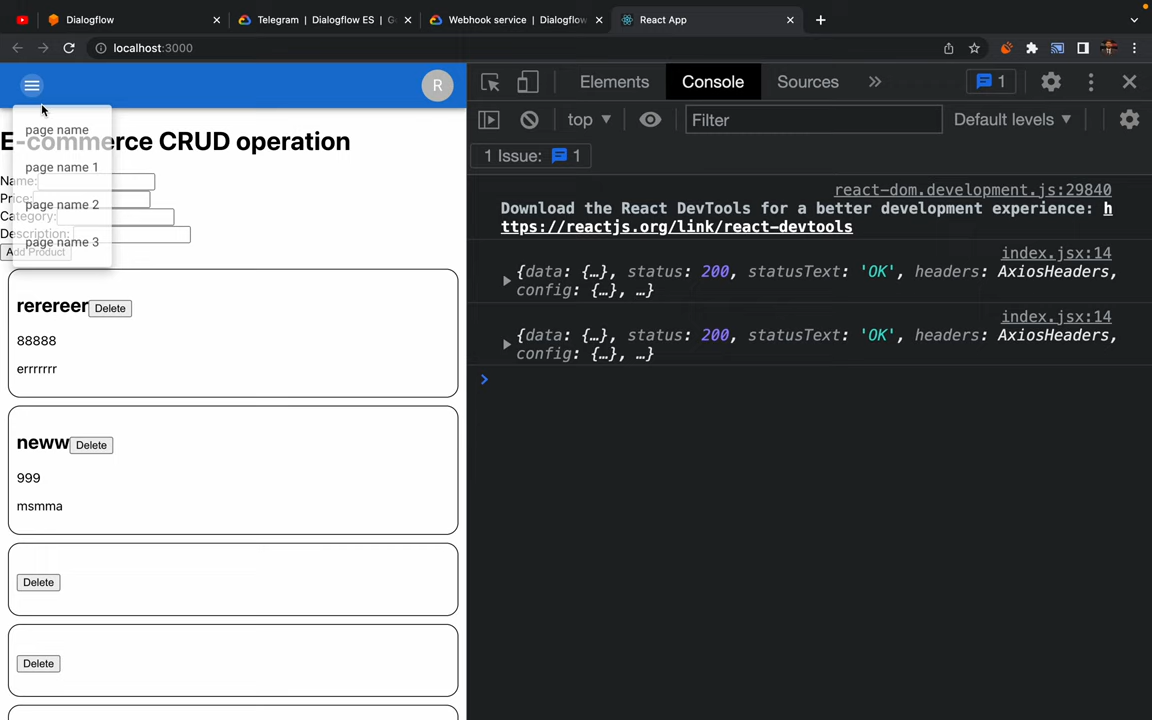 Dialogflow
Telegram | Dialogflow ES | G
Webhook service | Dialogflow
React App
localhost:3000
R
page name
page name 1
page name 2
page name 3
E-commerce CRUD operation
Name:
Price:
Category:
Description:
Add Product
rerereer Delete
88888
errrrrrr
neww Delete
999
msmma
Delete
Delete
Elements
Console
Sources
1
top
Filter
Default levels
1 Issue: 1
react-dom.development.js:29840
Download the React DevTools for a better development experience: h
ttps://reactjs.org/link/react-devtools
index.jsx:14
{data: {…}, status: 200, statusText: 'OK', headers: AxiosHeaders,
config: {…}, …}
index.jsx:14
{data: {…}, status: 200, statusText: 'OK', headers: AxiosHeaders,
config: {…}, …}